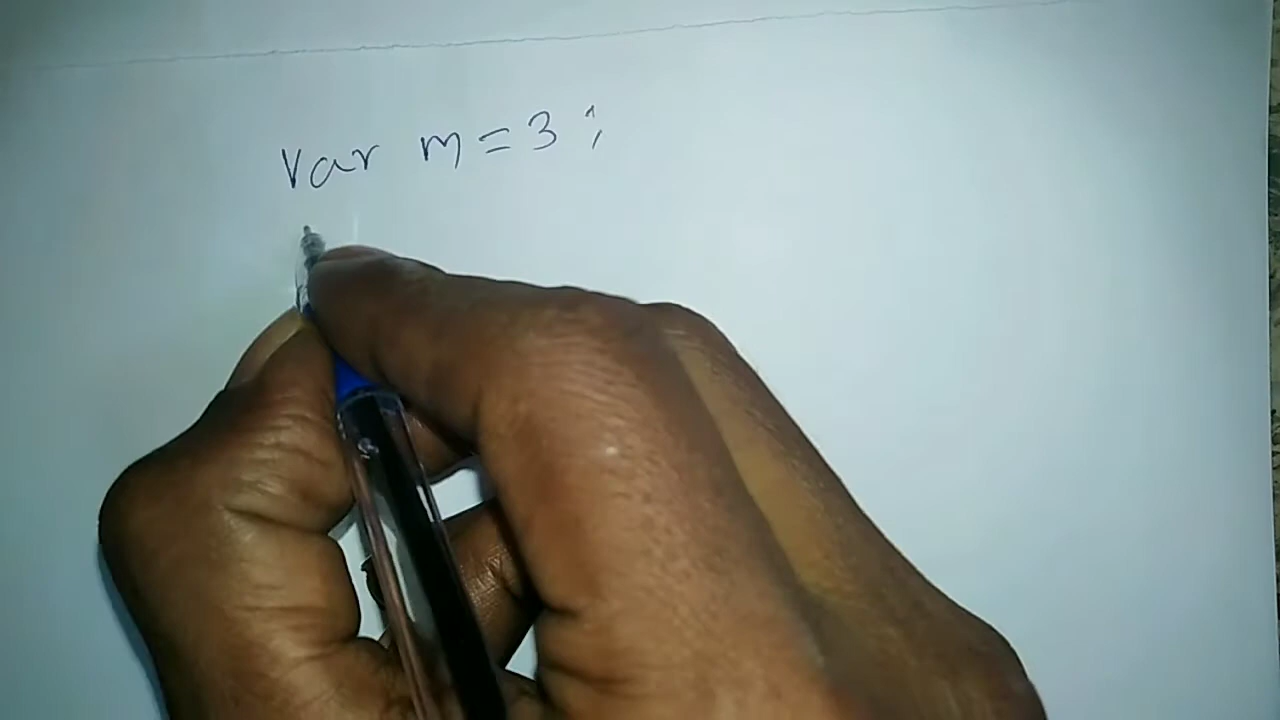 Var m = 3 ;